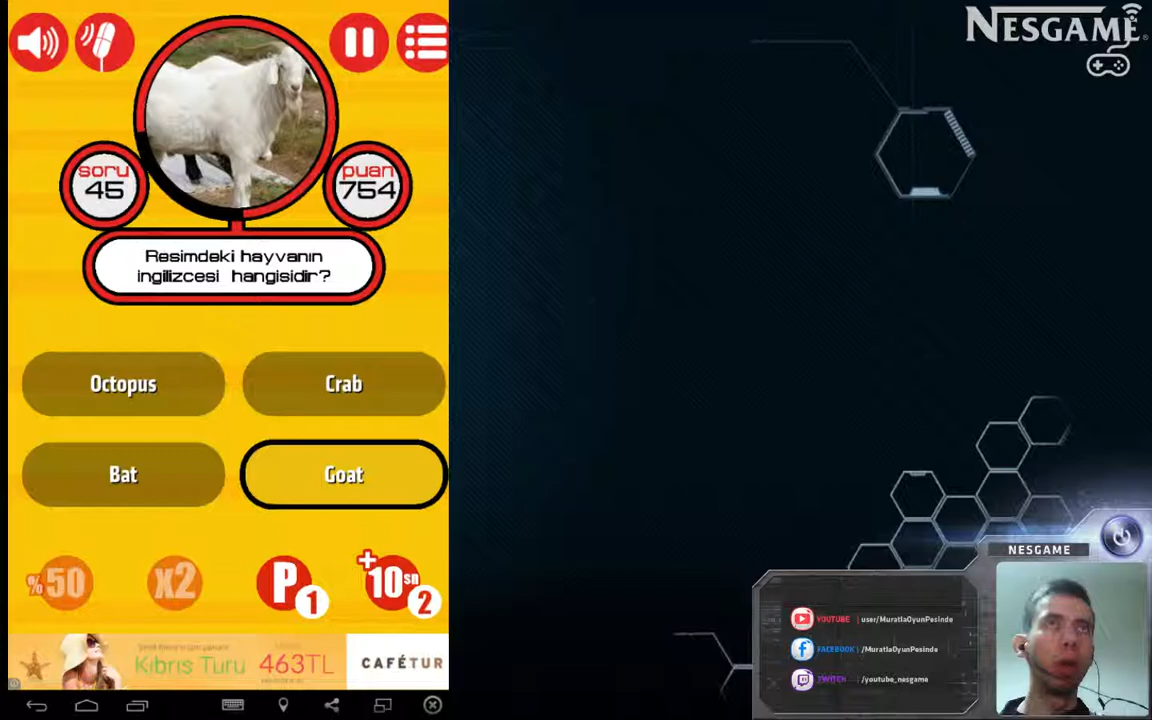 NESGAME
soru
45
puan
754
Resimdeki hayvanın
ingilizcesi hangisidir?
Octopus
Crab
Bat
Goat
%50
x2
P 1
+10sn 2
Kıbrıs Turu
463TL
CAFÉTUR
NESGAME
YOUTUBE | user/MuratlaOyunPesinde
FACEBOOK | /MuratlaOyunPesinde
TWITCH | /youtube_nesgame